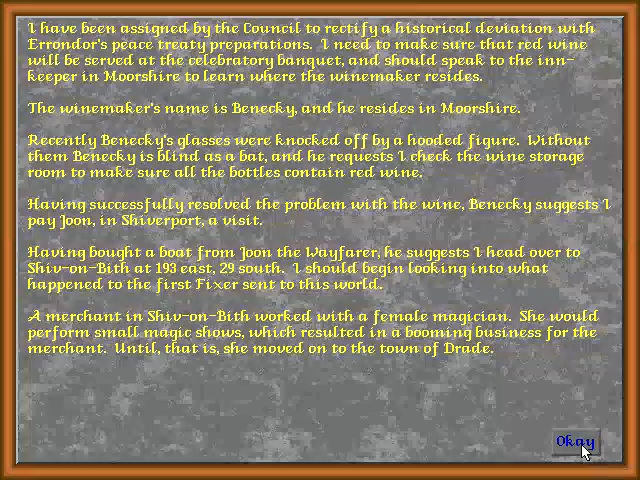 I have been assigned by the Council to rectify a historical deviation with
Errondor's peace treaty preparations.  I need to make sure that red wine
will be served at the celebratory banquet, and should speak to the inn-
keeper in Moorshire to learn where the winemaker resides.
The winemaker's name is Benecky, and he resides in Moorshire.
Recently Benecky's glasses were knocked off by a hooded figure.  Without
them Benecky is blind as a bat, and he requests I check the wine storage
room to make sure all the bottles contain red wine.
Having successfully resolved the problem with the wine, Benecky suggests I
pay Joon, in Shiverport, a visit.
Having bought a boat from Joon the Wayfarer, he suggests I head over to
Shiv-on-Bith at 193 east, 29 south.  I should begin looking into what
happened to the first Fixer sent to this world.
A merchant in Shiv-on-Bith worked with a female magician.  She would
perform small magic shows, which resulted in a booming business for the
merchant.  Until, that is, she moved on to the town of Drade.
Okay